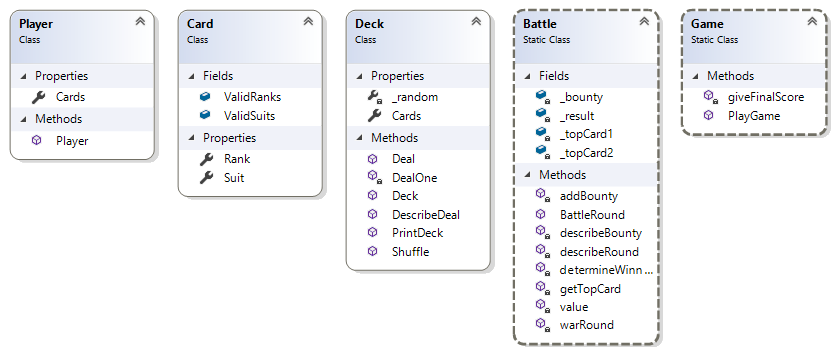 Player
Class
Properties
Cards
Methods
Player
Card
Class
Fields
ValidRanks
ValidSuits
Properties
Rank
Suit
Deck
Class
Properties
_random
Cards
Methods
Deal
DealOne
Deck
DescribeDeal
PrintDeck
Shuffle
Battle
Static Class
Fields
_bounty
_result
_topCard1
_topCard2
Methods
addBounty
BattleRound
describeBounty
describeRound
determineWinn...
getTopCard
value
warRound
Game
Static Class
Methods
giveFinalScore
PlayGame